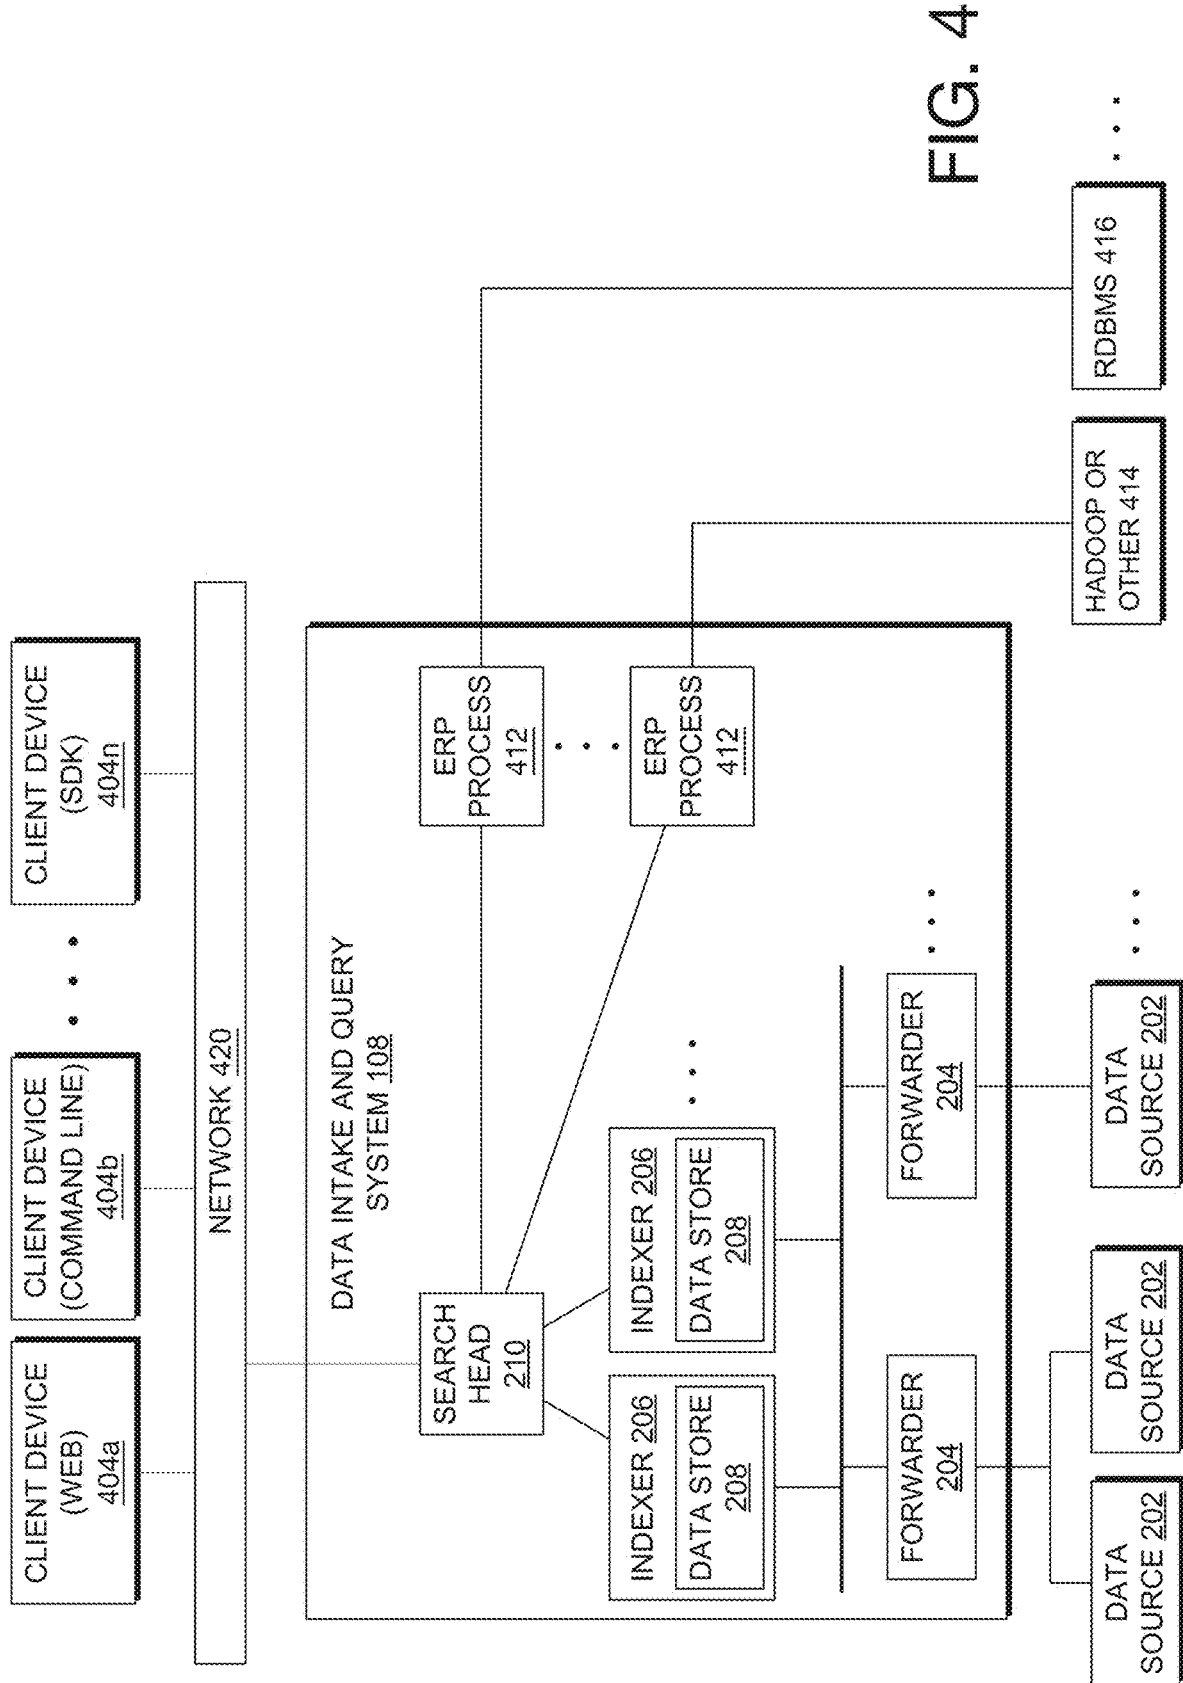 CLIENT DEVICE
(WEB)
404a
CLIENT DEVICE
(COMMAND LINE)
404b
CLIENT DEVICE
(SDK)
404n
NETWORK 420
DATA INTAKE AND QUERY
SYSTEM 108
SEARCH
HEAD
210
ERP
PROCESS
412
ERP
PROCESS
412
INDEXER 206
DATA STORE
208
INDEXER 206
DATA STORE
208
FORWARDER
204
FORWARDER
204
DATA
SOURCE 202
DATA
SOURCE 202
DATA
SOURCE 202
HADOOP OR
OTHER 414
RDBMS 416
FIG. 4